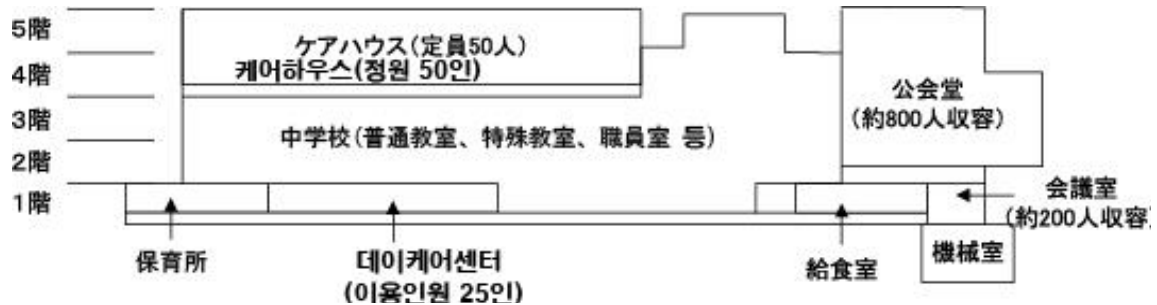 5階
4階
3階
2階
1階
ケアハウス(定員50人)
케어하우스(정원 50인)
中学校(普通教室、特殊教室、職員室 등)
公会堂
(約800人収容)
会議室
(約200人収容)
保育所
데이케어센터
(이용인원 25인)
給食室
機械室